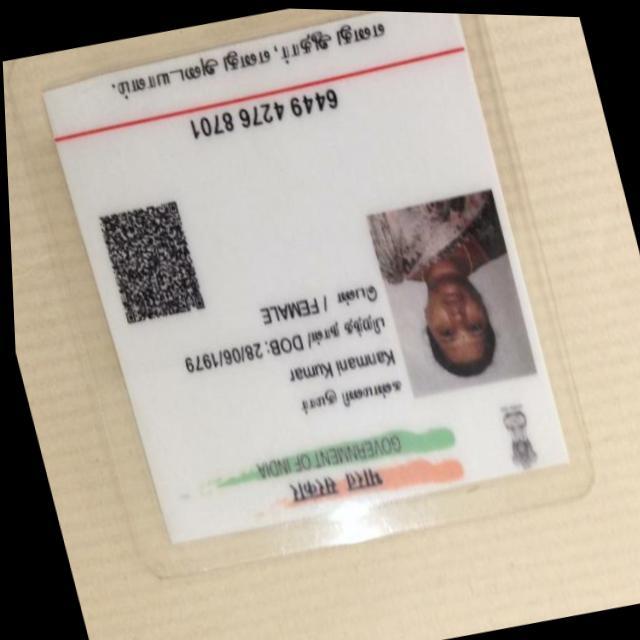 भारत सरकार
GOVERNMENT OF INDIA
கண்மணி குமார்
Kanmani Kumar
பிறந்த நாள்/ DOB: 28/06/1979
பெண் / FEMALE
6449 4276 8701
எனது ஆதார், எனது அடையாளம்.